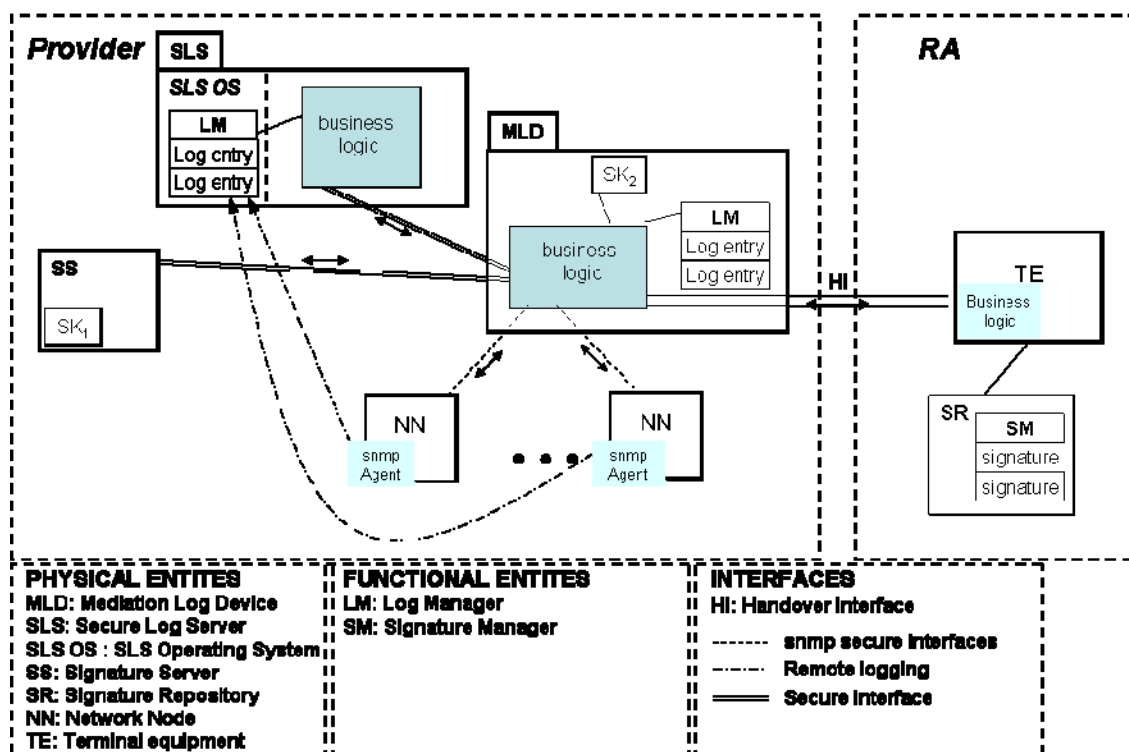 Provider
SLS
RA
SLS OS
LM
Log entry
Log entry
business
logic
MLD
SK2
LM
Log entry
Log entry
business
logic
SS
SK1
HI
TE
Business
logic
NN
snmp
Agent
NN
snmp
Agent
SR
SM
signature
signature
PHYSICAL ENTITES
MLD: Mediation Log Device
SLS: Secure Log Server
SLS OS : SLS Operating System
SS: Signature Server
SR: Signature Repository
NN: Network Node
TE: Terminal equipment
FUNCTIONAL ENTITES
LM: Log Manager
SM: Signature Manager
INTERFACES
HI: Handover Interface
snmp secure interfaces
Remote logging
Secure interface